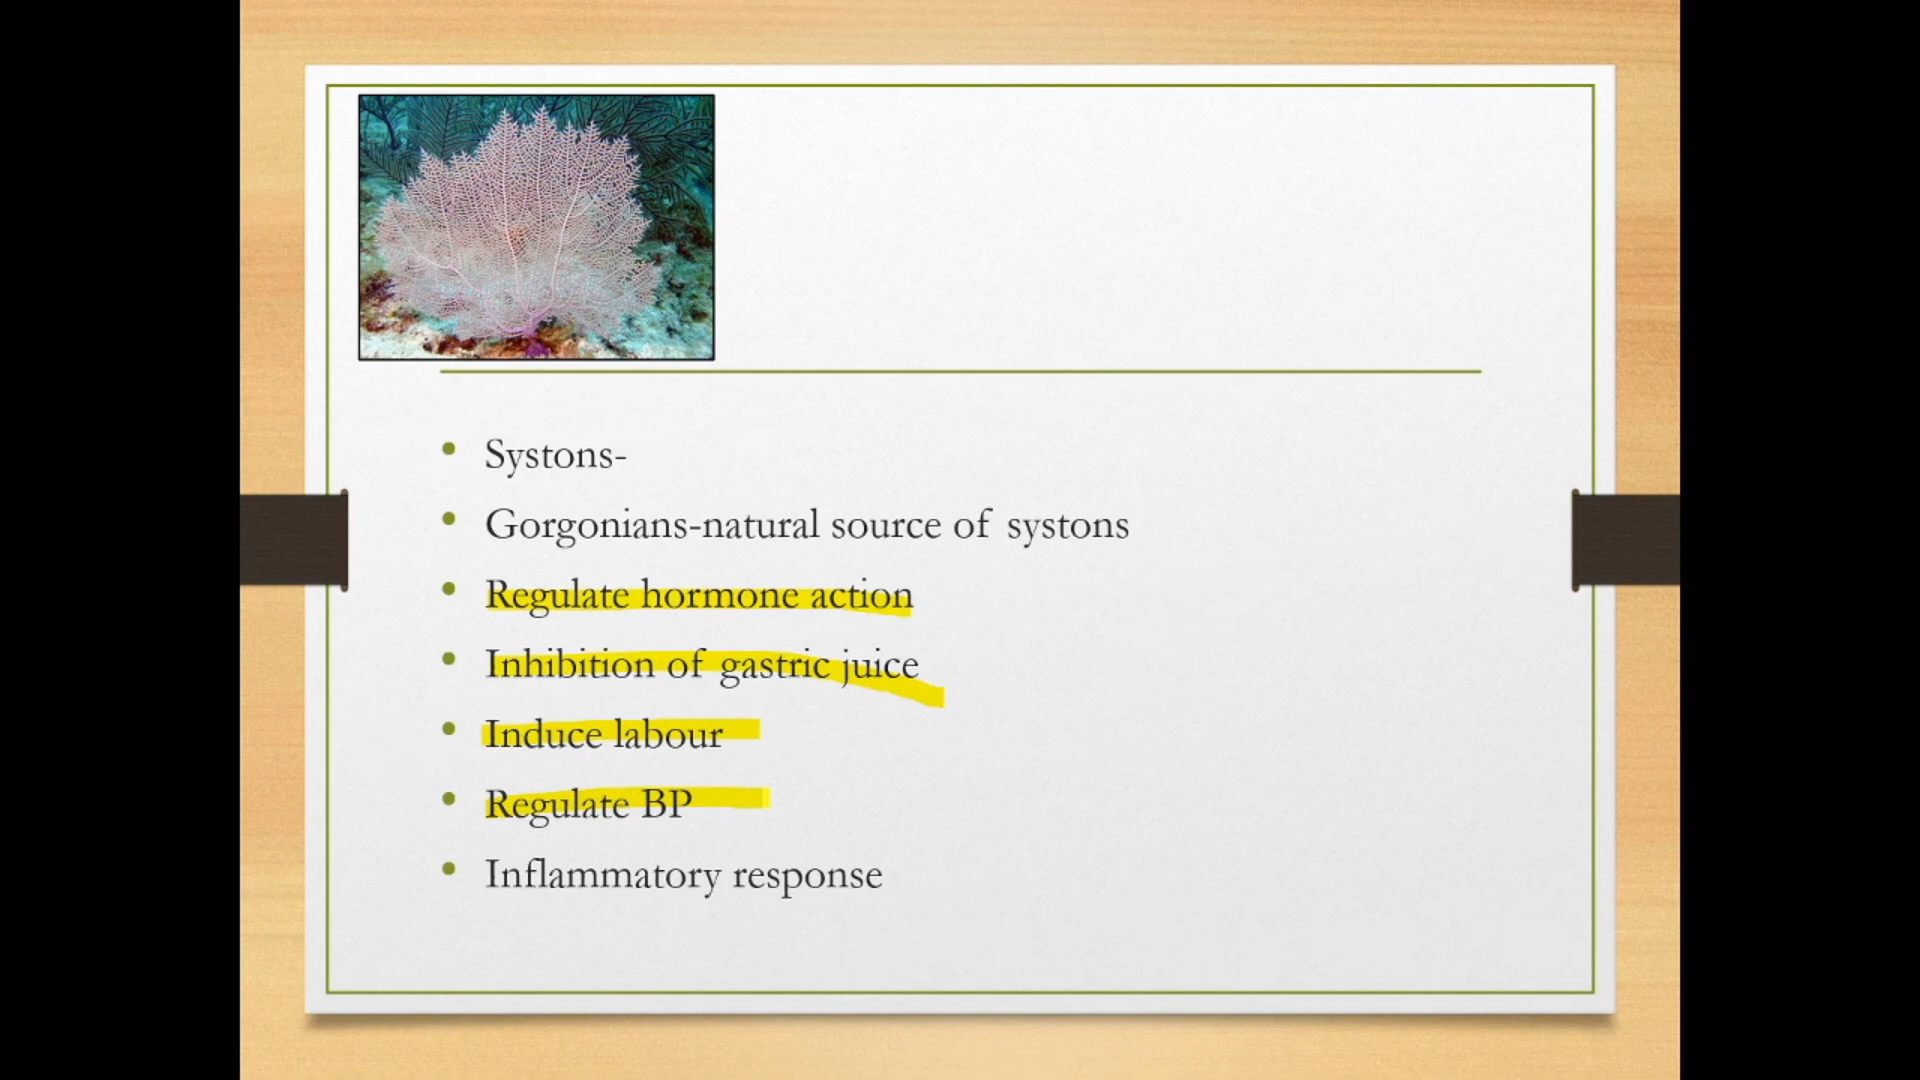 Systons-
Gorgonians-natural source of systons
Regulate hormone action
Inhibition of gastric juice
Induce labour
Regulate BP
Inflammatory response